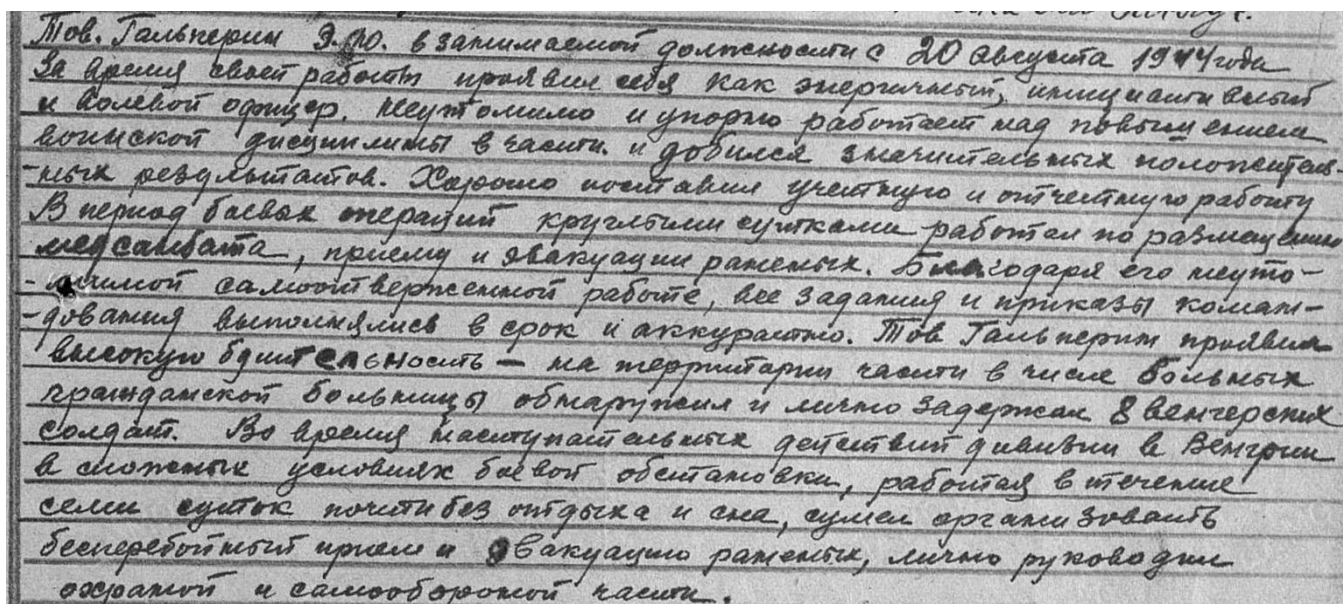 Тов. Гальперин Э.Ю. в занимаемой должности с 20 августа 1944 года
За время своей работы проявил себя как энергичный, инициативный
и волевой офицер. Неутомимо и упорно работает над повышением
воинской дисциплины в части и добился значительных положитель-
-ных результатов. Хорошо поставил учетную и отчетную работу
В период боевых операций круглыми сутками работал по размещению
медсанбата, приему и эвакуации раненых. Благодаря его неуто-
-мимой самоотверженной работе, все задания и приказы коман-
-дования выполнялись в срок и аккуратно. Тов Гальперин проявил
высокую бдительность — на территории части в числе больных
гражданской больницы обнаружил и лично задержал 8 венгерских
солдат. Во время наступательных действий дивизии в Венгрии
в сложных условиях боевой обстановки, работая в течение
семи суток почти без отдыха и сна, сумел организовать
бесперебойный прием и эвакуацию раненых, лично руководил
охраной и самообороной части.